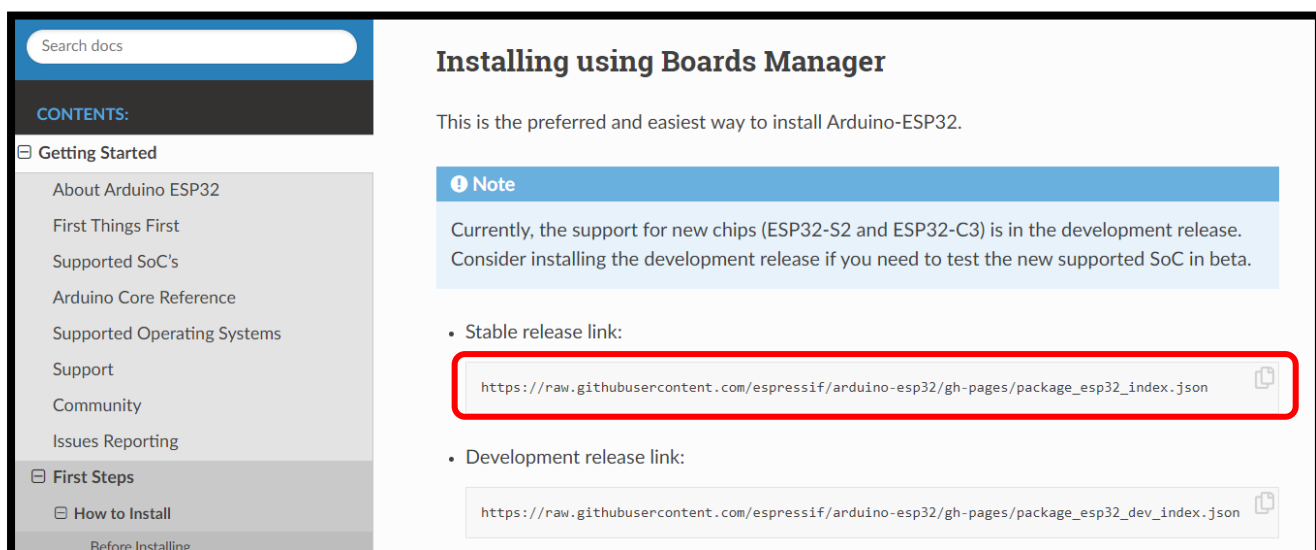 Search docs
CONTENTS:
Getting Started
About Arduino ESP32
First Things First
Supported SoC's
Arduino Core Reference
Supported Operating Systems
Support
Community
Issues Reporting
First Steps
How to Install
Before Installing
Installing using Boards Manager
This is the preferred and easiest way to install Arduino-ESP32.
Note
Currently, the support for new chips (ESP32-S2 and ESP32-C3) is in the development release.
Consider installing the development release if you need to test the new supported SoC in beta.
• Stable release link:
https://raw.githubusercontent.com/espressif/arduino-esp32/gh-pages/package_esp32_index.json
• Development release link:
https://raw.githubusercontent.com/espressif/arduino-esp32/gh-pages/package_esp32_dev_index.json